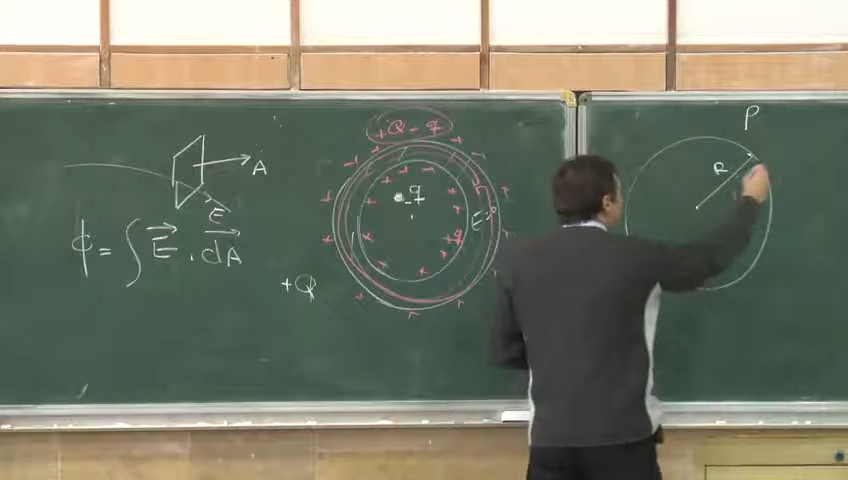 A
E
ϕ = ∫ E⃗ . dA⃗
+Q - q
- q
E=0
q
+Q
P
R